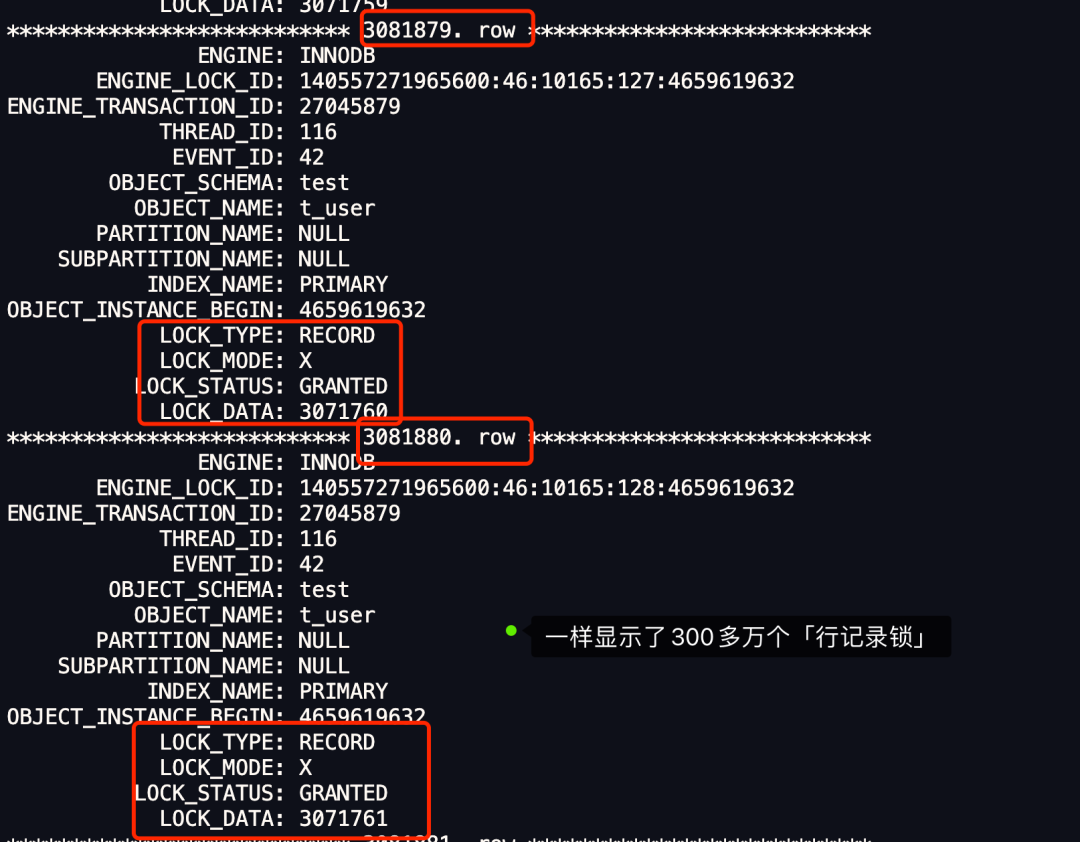 LOCK_DATA: 3071759
*************************** 3081879. row ***************************
ENGINE: INNODB
ENGINE_LOCK_ID: 140557271965600:46:10165:127:4659619632
ENGINE_TRANSACTION_ID: 27045879
THREAD_ID: 116
EVENT_ID: 42
OBJECT_SCHEMA: test
OBJECT_NAME: t_user
PARTITION_NAME: NULL
SUBPARTITION_NAME: NULL
INDEX_NAME: PRIMARY
OBJECT_INSTANCE_BEGIN: 4659619632
LOCK_TYPE: RECORD
LOCK_MODE: X
LOCK_STATUS: GRANTED
LOCK_DATA: 3071760
*************************** 3081880. row ***************************
ENGINE: INNODB
ENGINE_LOCK_ID: 140557271965600:46:10165:128:4659619632
ENGINE_TRANSACTION_ID: 27045879
THREAD_ID: 116
EVENT_ID: 42
OBJECT_SCHEMA: test
OBJECT_NAME: t_user
一样显示了300多万个「行记录锁」
PARTITION_NAME: NULL
SUBPARTITION_NAME: NULL
INDEX_NAME: PRIMARY
OBJECT_INSTANCE_BEGIN: 4659619632
LOCK_TYPE: RECORD
LOCK_MODE: X
LOCK_STATUS: GRANTED
LOCK_DATA: 3071761
*************************** 3081881. row ***************************